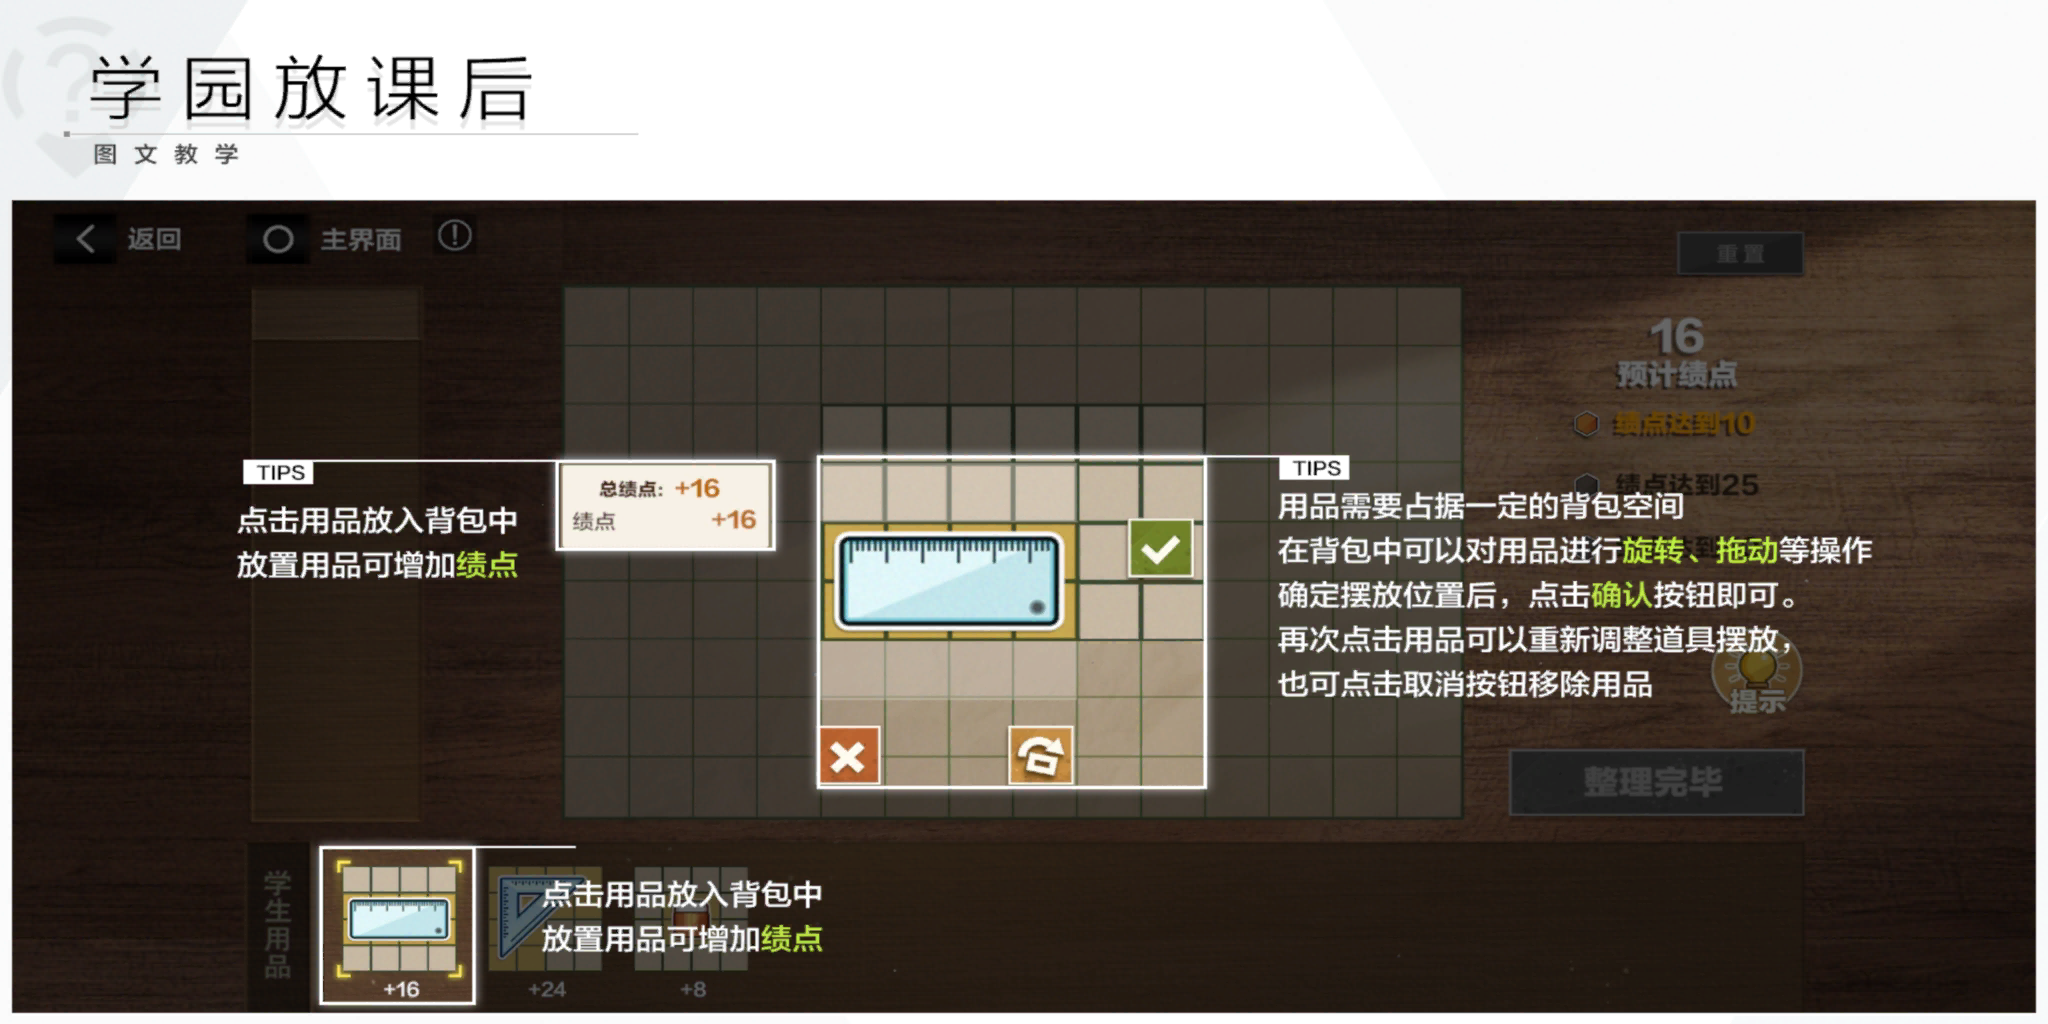 学园放课后
图文教学
返回
主界面
重置
16
预计绩点
绩点达到10
绩点达到25
TIPS
点击用品放入背包中
放置用品可增加绩点
总绩点: +16
绩点 +16
TIPS
用品需要占据一定的背包空间
在背包中可以对用品进行旋转、拖动等操作
确定摆放位置后，点击确认按钮即可。
再次点击用品可以重新调整道具摆放，
也可点击取消按钮移除用品
提示
整理完毕
学生用品
点击用品放入背包中
放置用品可增加绩点
+16
+24
+8